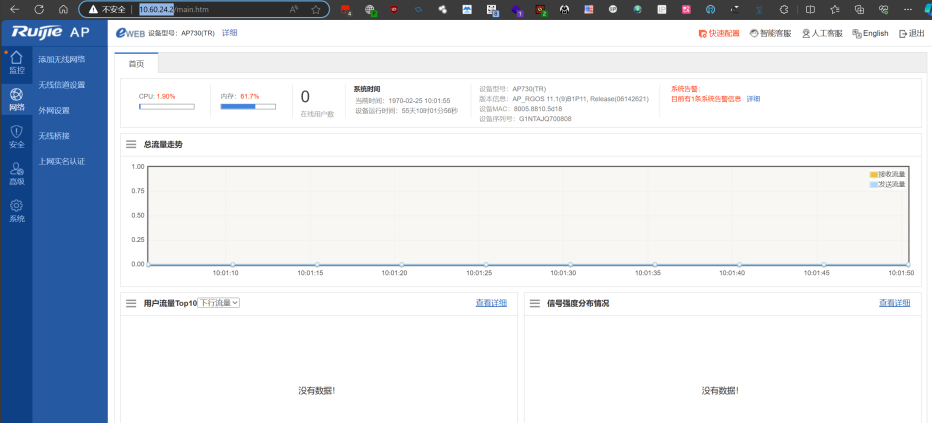 不安全 | 10.60.24.2/main.htm
Ruijie AP
eWEB 设备型号：AP730(TR) 详细
快速配置 智能客服 人工客服 English 退出
监控
网络
安全
高级
系统
添加无线网络
无线信道设置
外网设置
无线桥接
上网实名认证
首页
CPU: 1.90%
内存：61.7%
0
在线用户数
系统时间
当前时间：1970-02-25 10:01:55
设备运行时间：55天10时01分56秒
设备型号：AP730(TR)
版本信息：AP_RGOS 11.1(9)B1P11, Release(06142621)
设备MAC：8005.8810.5d18
设备序列号：G1NTAJQ700808
系统告警：
目前有1条系统告警信息 详细
总流量走势
1.00
0.75
0.50
0.25
0.00
接收流量
发送流量
10:01:10 10:01:15 10:01:20 10:01:25 10:01:30 10:01:35 10:01:40 10:01:45 10:01:50
用户流量Top10 下行流量 查看详细
没有数据!
信号强度分布情况 查看详细
没有数据!